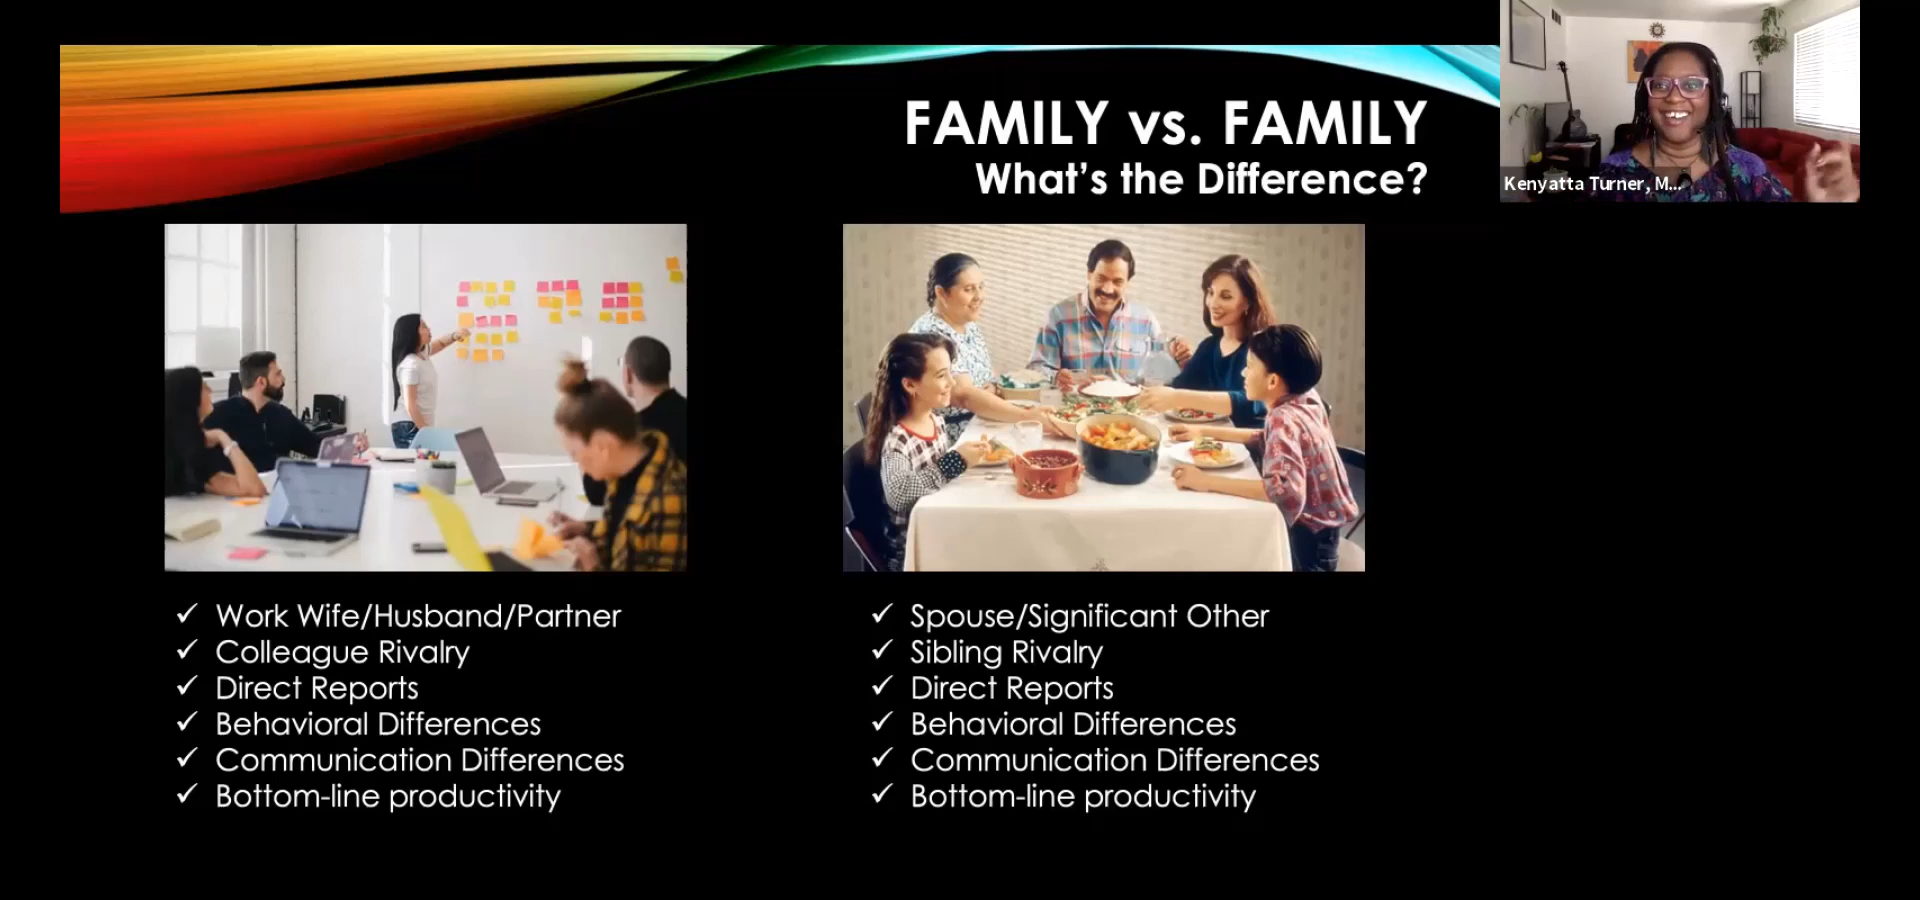 FAMILY vs. FAMILY
What's the Difference?
Kenyatta Turner, M...
✓ Work Wife/Husband/Partner
✓ Colleague Rivalry
✓ Direct Reports
✓ Behavioral Differences
✓ Communication Differences
✓ Bottom-line productivity
✓ Spouse/Significant Other
✓ Sibling Rivalry
✓ Direct Reports
✓ Behavioral Differences
✓ Communication Differences
✓ Bottom-line productivity